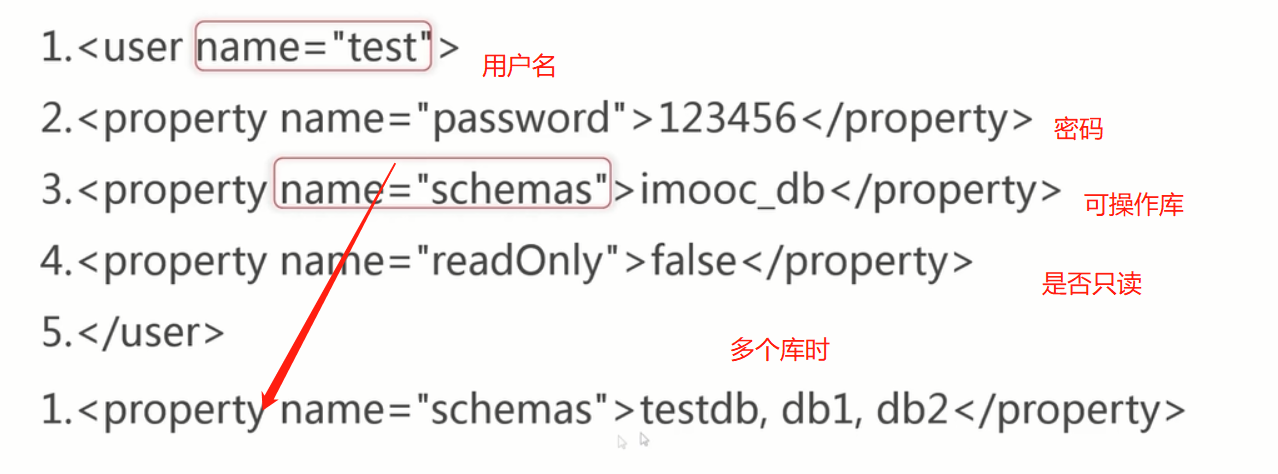 1.<user name="test">
用户名
2.<property name="password">123456</property>
密码
3.<property name="schemas">imooc_db</property>
可操作库
4.<property name="readOnly">false</property>
是否只读
5.</user>
多个库时
1.<property name="schemas">testdb, db1, db2</property>